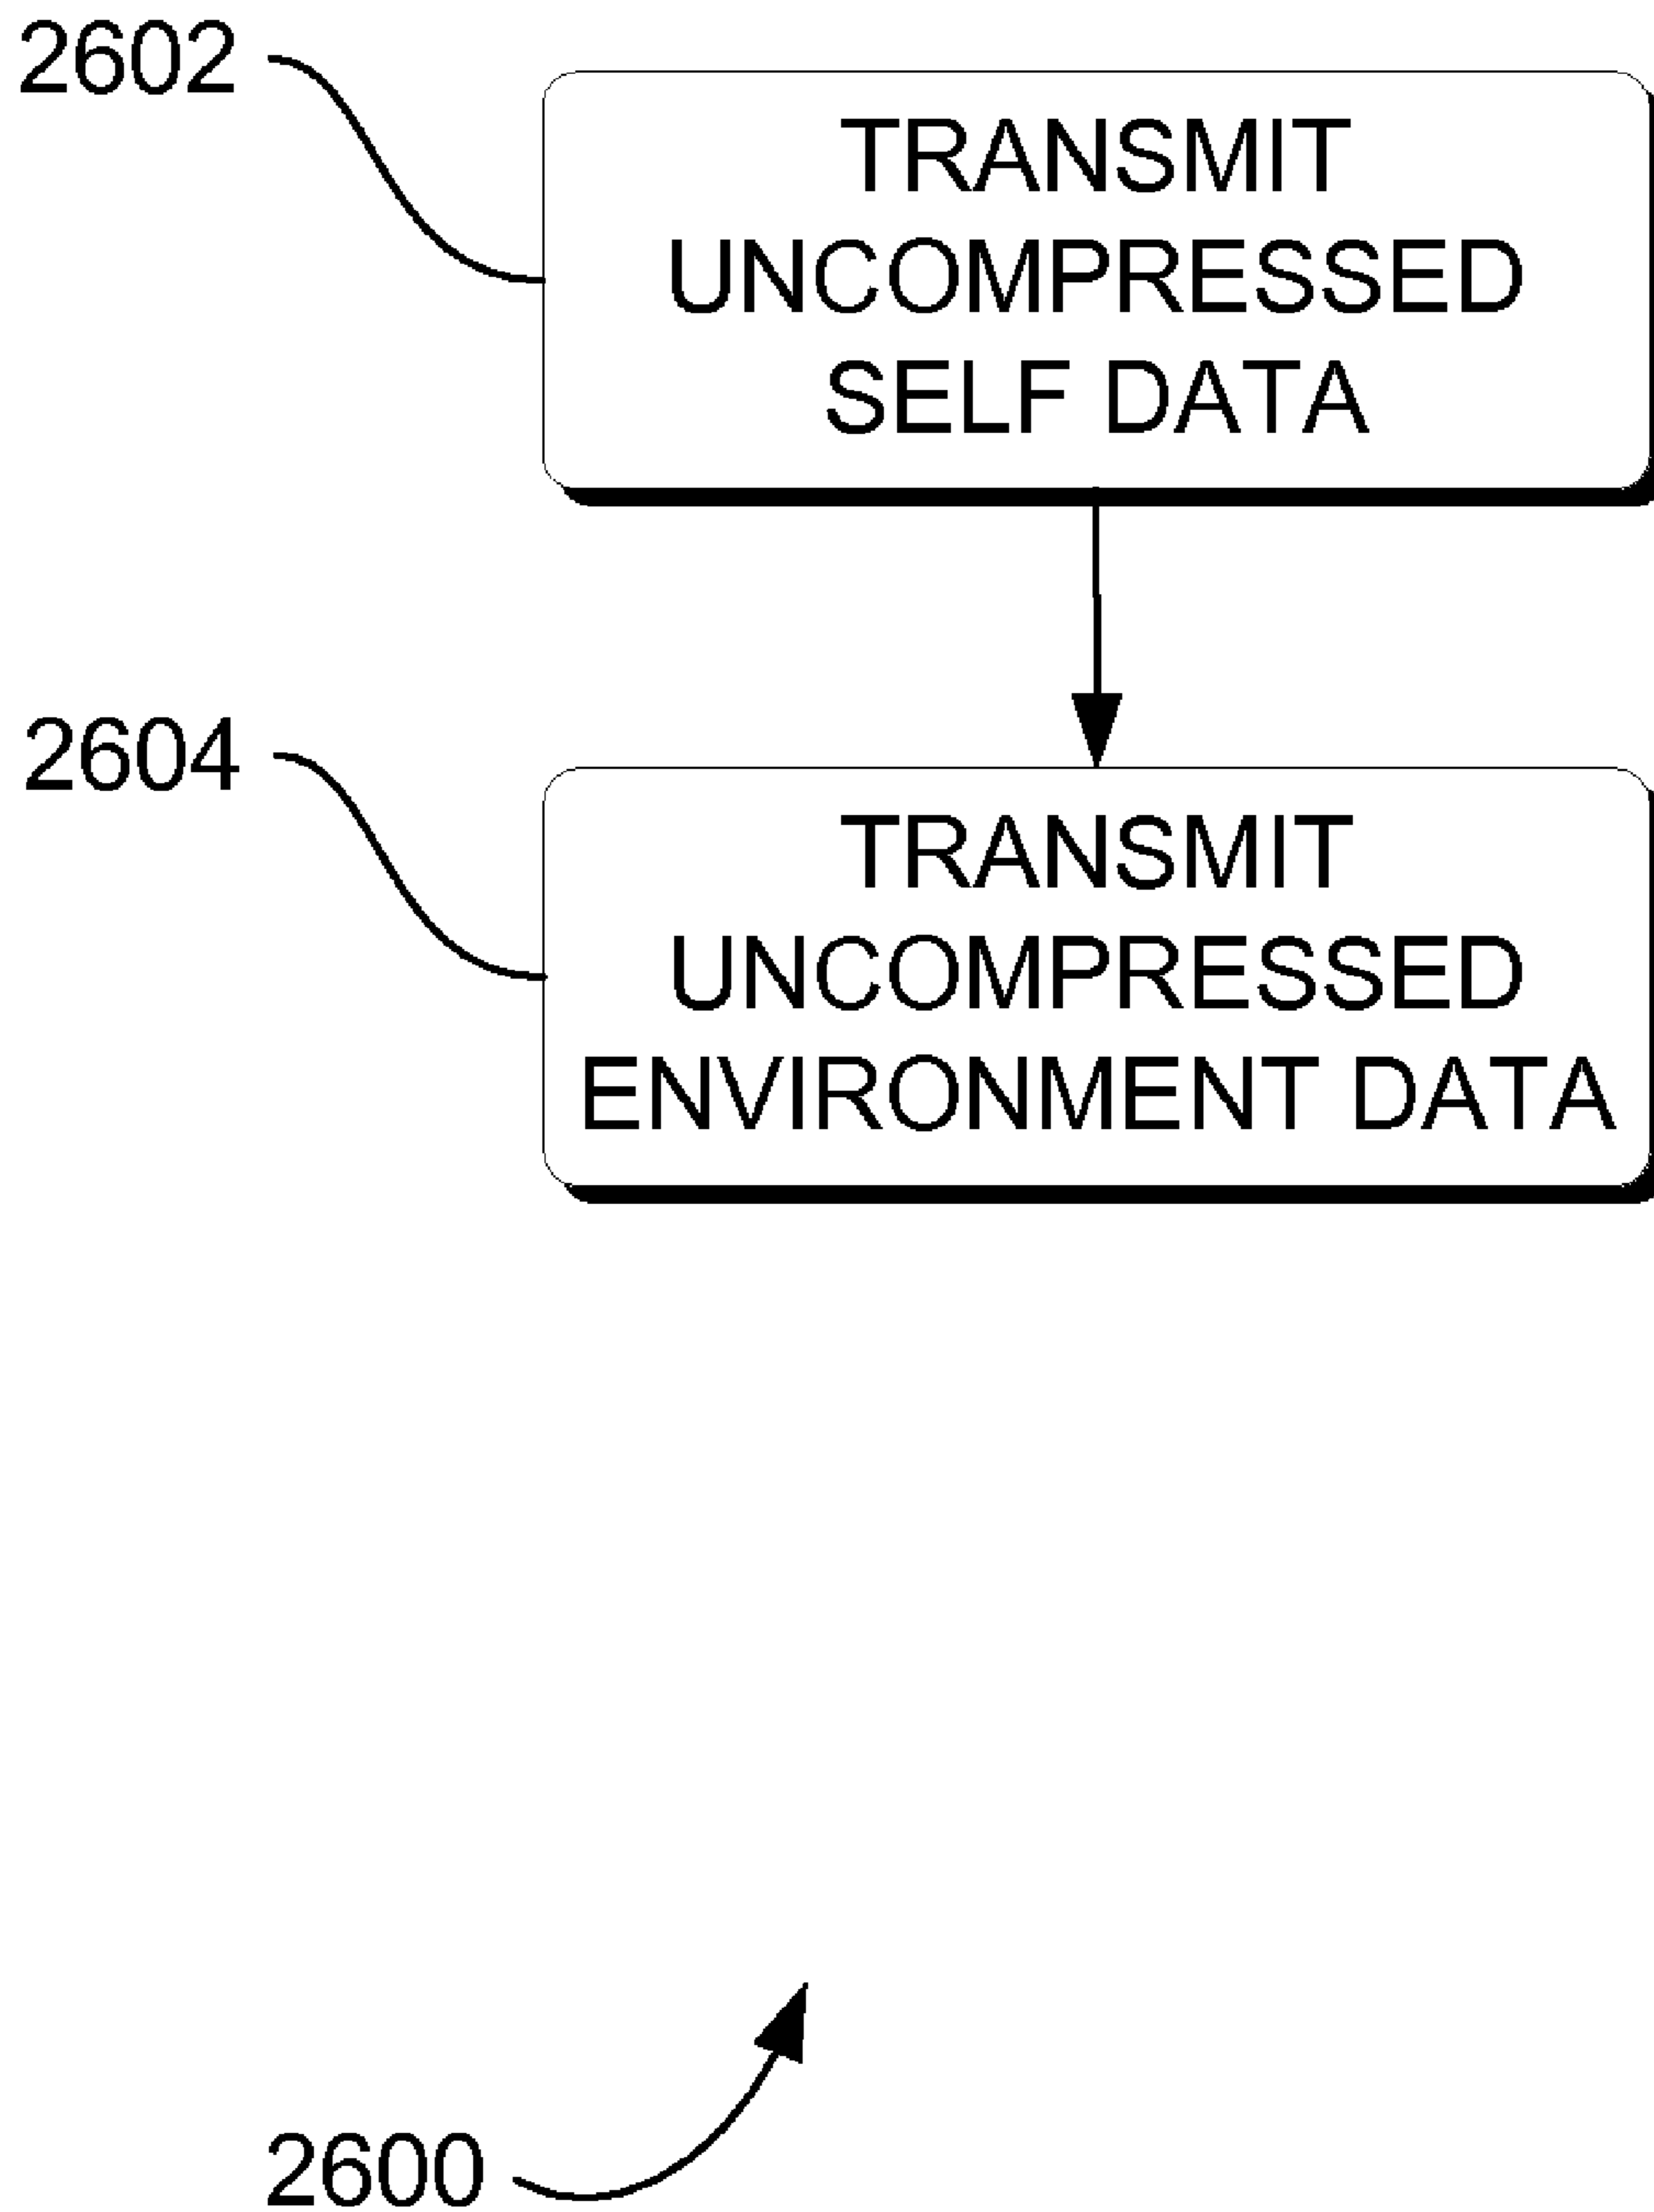 2602
TRANSMIT
UNCOMPRESSED
SELF DATA
2604
TRANSMIT
UNCOMPRESSED
ENVIRONMENT DATA
2600